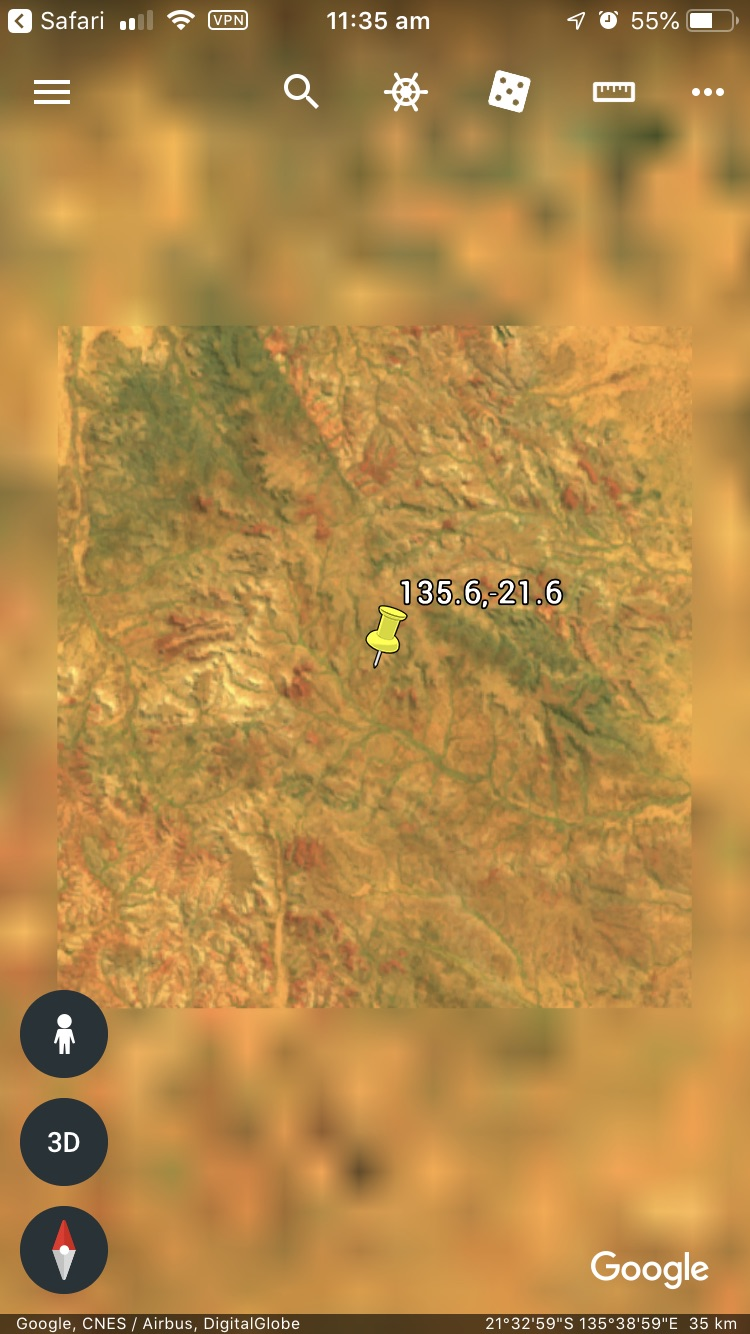 Safari VPN 11:35 am 55%
135.6,-21.6
3D
Google
Google, CNES / Airbus, DigitalGlobe 21°32'59"S 135°38'59"E 35 km